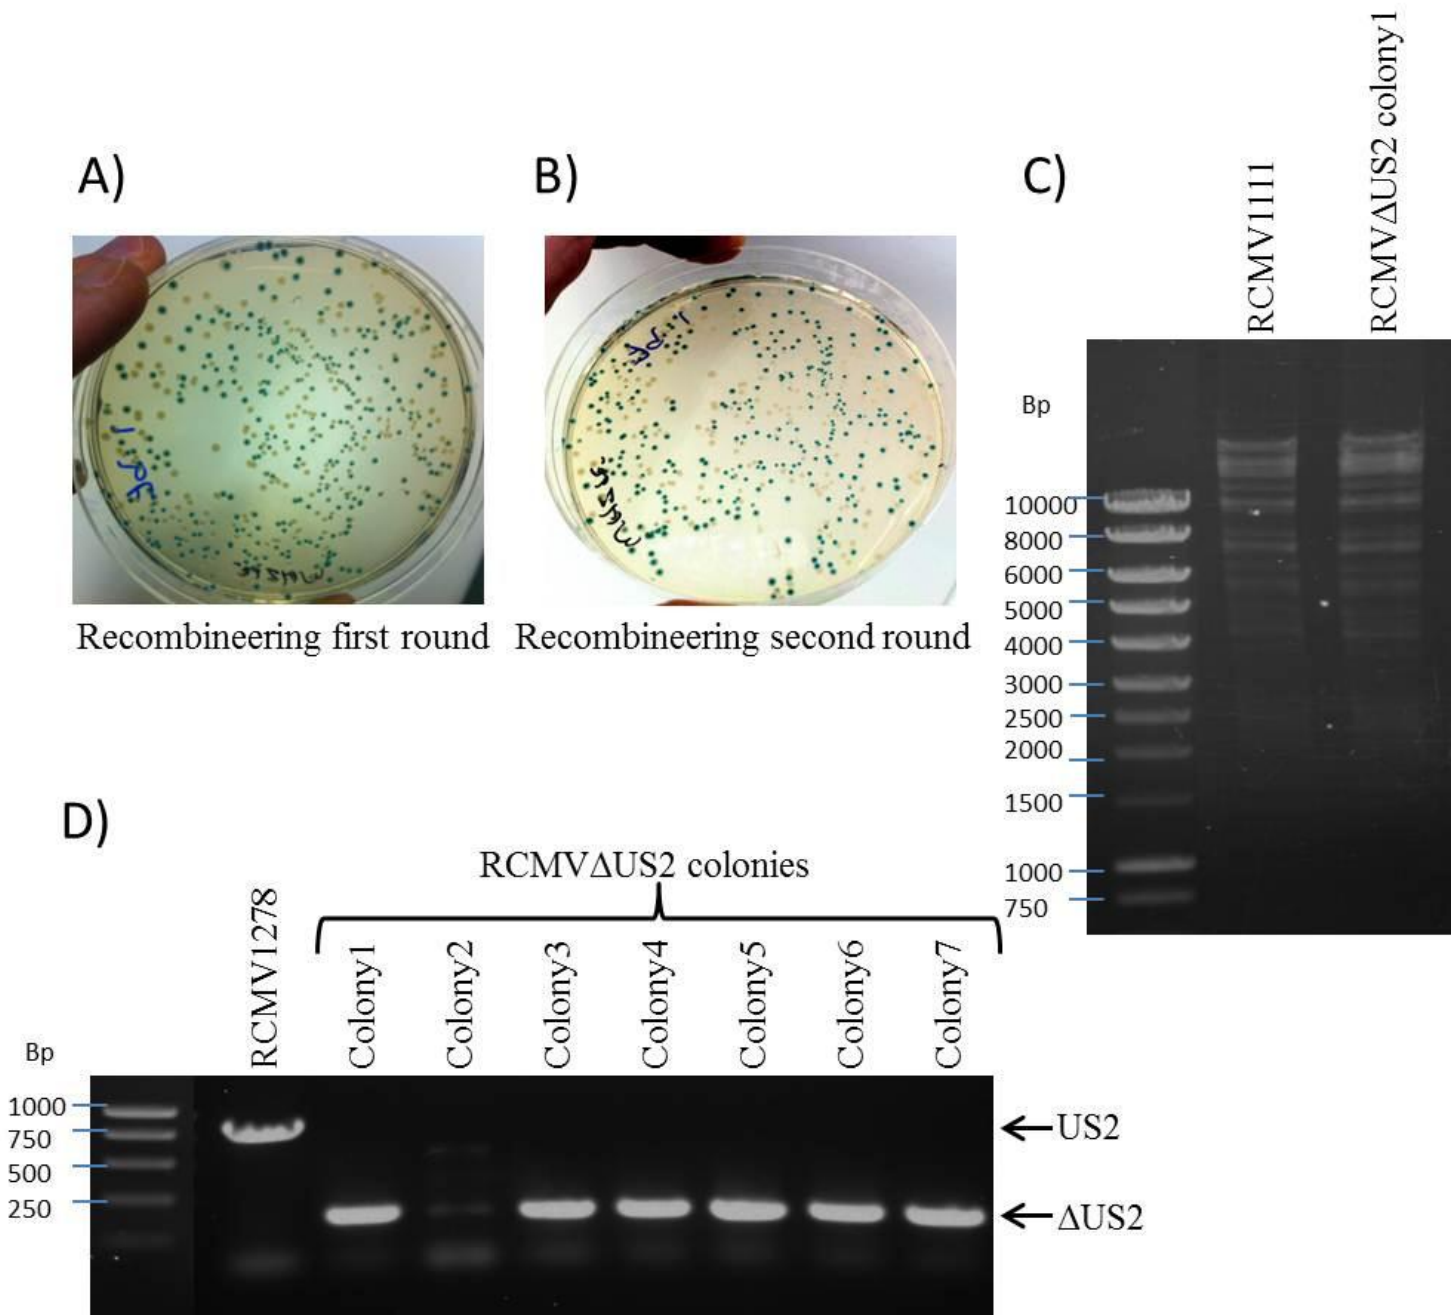 A)
B)
C)
RCMV1111
RCMVΔUS2 colony1
Recombineering first round
Recombineering second round
Bp
10000
8000
6000
5000
4000
3000
2500
2000
1500
1000
750
D)
RCMVΔUS2 colonies
RCMV1278
Colony1
Colony2
Colony3
Colony4
Colony5
Colony6
Colony7
Bp
1000
750
500
250
US2
ΔUS2